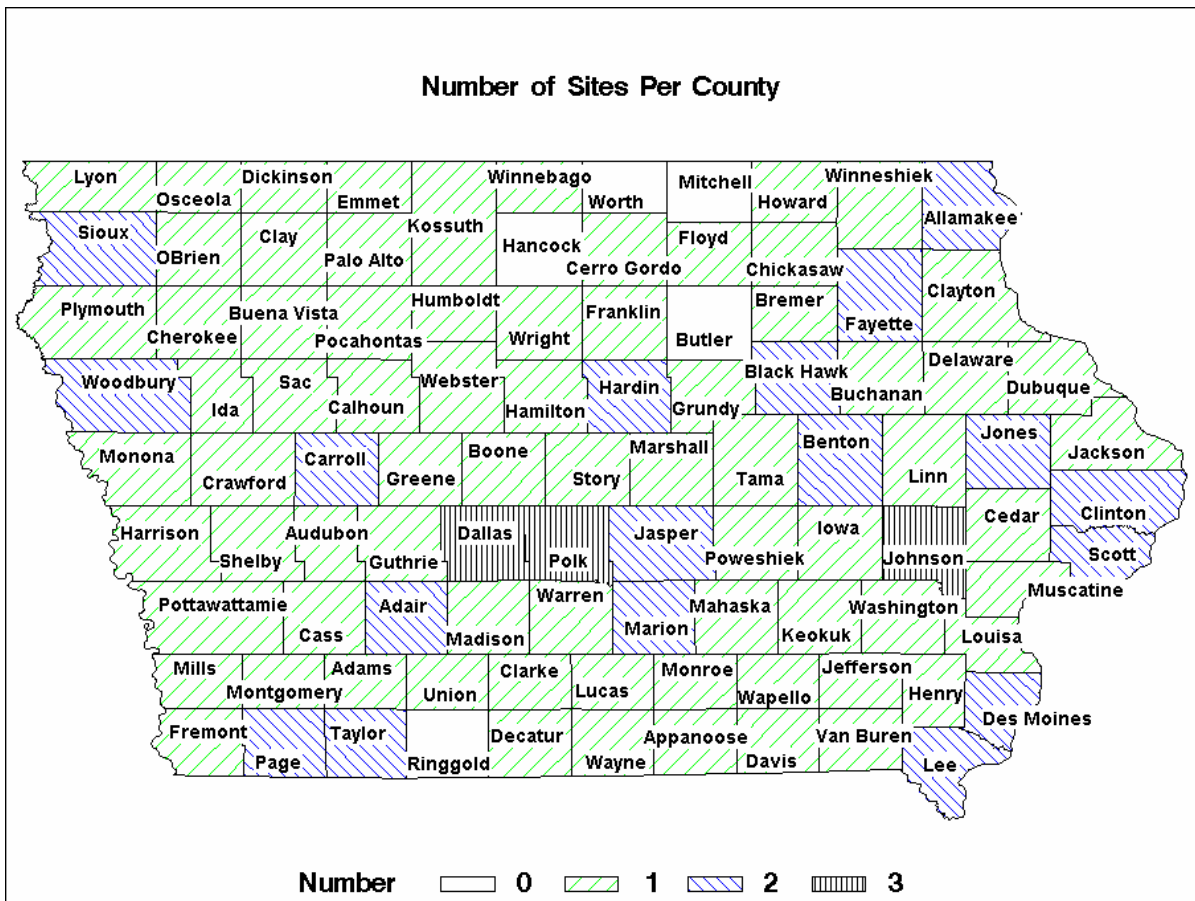 Number of Sites Per County
Lyon
Osceola
Dickinson
Emmet
Kossuth
Winnebago
Worth
Mitchell
Howard
Winneshiek
Allamakee
Sioux
OBrien
Clay
Palo Alto
Hancock
Cerro Gordo
Floyd
Chickasaw
Fayette
Clayton
Plymouth
Cherokee
Buena Vista
Pocahontas
Humboldt
Wright
Franklin
Butler
Bremer
Woodbury
Ida
Sac
Calhoun
Webster
Hamilton
Hardin
Grundy
Black Hawk
Buchanan
Delaware
Dubuque
Monona
Crawford
Carroll
Greene
Boone
Story
Marshall
Tama
Benton
Linn
Jones
Jackson
Harrison
Shelby
Audubon
Guthrie
Dallas
Polk
Jasper
Poweshiek
Iowa
Johnson
Cedar
Clinton
Scott
Muscatine
Pottawattamie
Cass
Adair
Madison
Warren
Marion
Mahaska
Keokuk
Washington
Louisa
Mills
Montgomery
Adams
Union
Clarke
Lucas
Monroe
Wapello
Jefferson
Henry
Des Moines
Fremont
Page
Taylor
Ringgold
Decatur
Wayne
Appanoose
Davis
Van Buren
Lee
Number 0 1 2 3